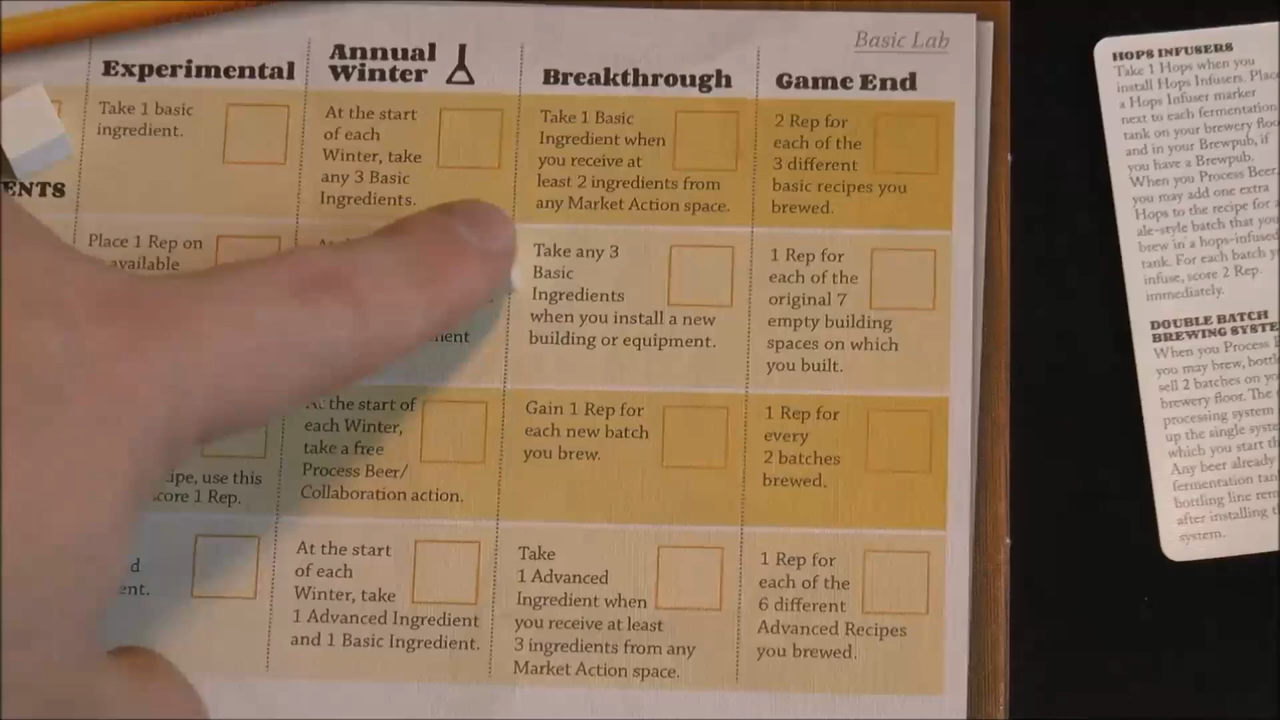 Basic Lab
Experimental
Annual
Winter
Breakthrough
Game End
ENTS
Take 1 basic
ingredient.
At the start
of each
Winter, take
any 3 Basic
Ingredients.
Take 1 Basic
Ingredient when
you receive at
least 2 ingredients from
any Market Action space.
2 Rep for
each of the
3 different
basic recipes you
brewed.
Place 1 Rep on
available
Take any 3
Basic
Ingredients
when you install a new
building or equipment.
1 Rep for
each of the
original 7
empty building
spaces on which
you built.
ipe, use this
score 1 Rep.
At the start of
each Winter,
take a free
Process Beer/
Collaboration action.
Gain 1 Rep for
each new batch
you brew.
1 Rep for
every
2 batches
brewed.
d
ent.
At the start
of each
Winter, take
1 Advanced Ingredient
and 1 Basic Ingredient.
Take
1 Advanced
Ingredient when
you receive at least
3 ingredients from any
Market Action space.
1 Rep for
each of the
6 different
Advanced Recipes
you brewed.
HOPS INFUSERS
Take 1 Hops when you
install Hops Infusers. Plac
a Hops Infuser marker
next to each fermentation
tank on your brewery floo
and in your Brewpub, if
you have a Brewpub.
When you Process Beer,
you may add one extra
Hops to the recipe for a
ale-style batch that you
brew in a hops-infused
tank. For each batch y
infuse, score 2 Rep.
immediately.
DOUBLE BATCH
BREWING SYSTE
When you Process
you may brew, bottl
sell 2 batches on yo
brewery floor. The
processing system
up the single syste
which you start th
Any beer already
fermentation tan
bottling line rem
after installing t
system.